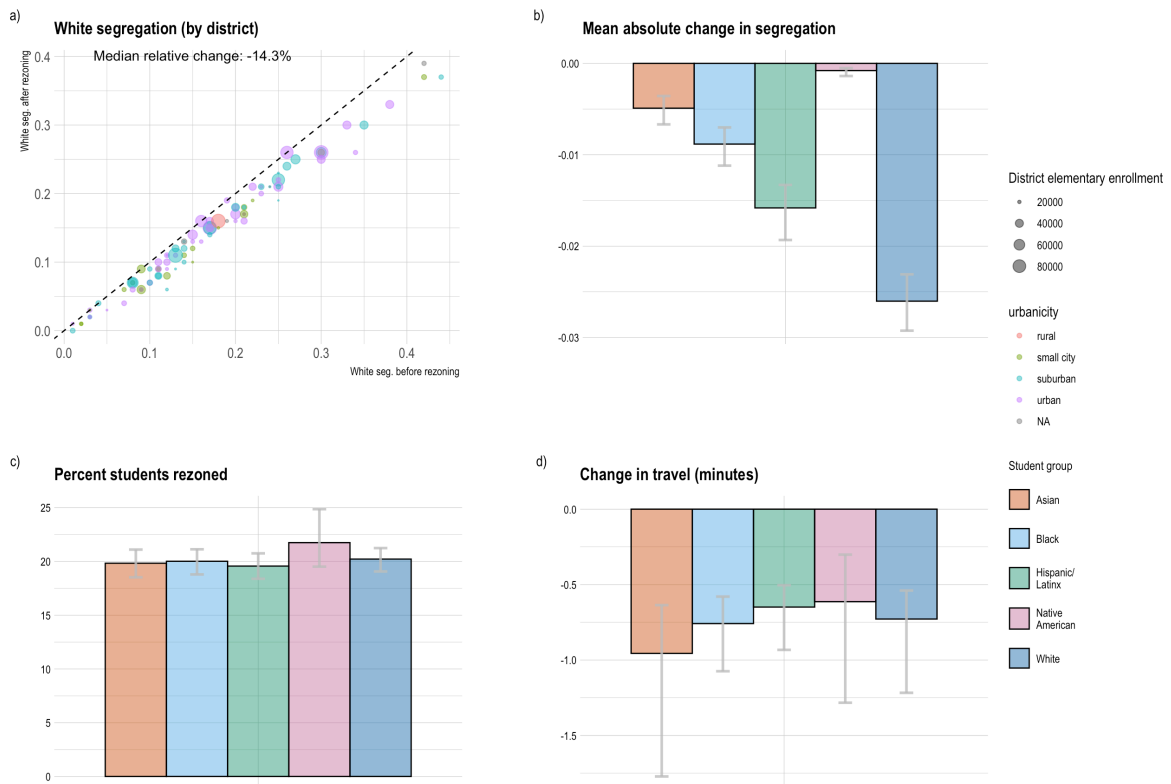 a)
White segregation (by district)
Median relative change: -14.3%
White seg. after rezoning
0.4
0.3
0.2
0.1
0.0
0.0 0.1 0.2 0.3 0.4
White seg. before rezoning
b)
Mean absolute change in segregation
0.00
-0.01
-0.02
-0.03
District elementary enrollment
20000
40000
60000
80000
urbanicity
rural
small city
suburban
urban
NA
c)
Percent students rezoned
25
20
15
10
5
0
d)
Change in travel (minutes)
0.0
-0.5
-1.0
-1.5
Student group
Asian
Black
Hispanic/
Latinx
Native
American
White